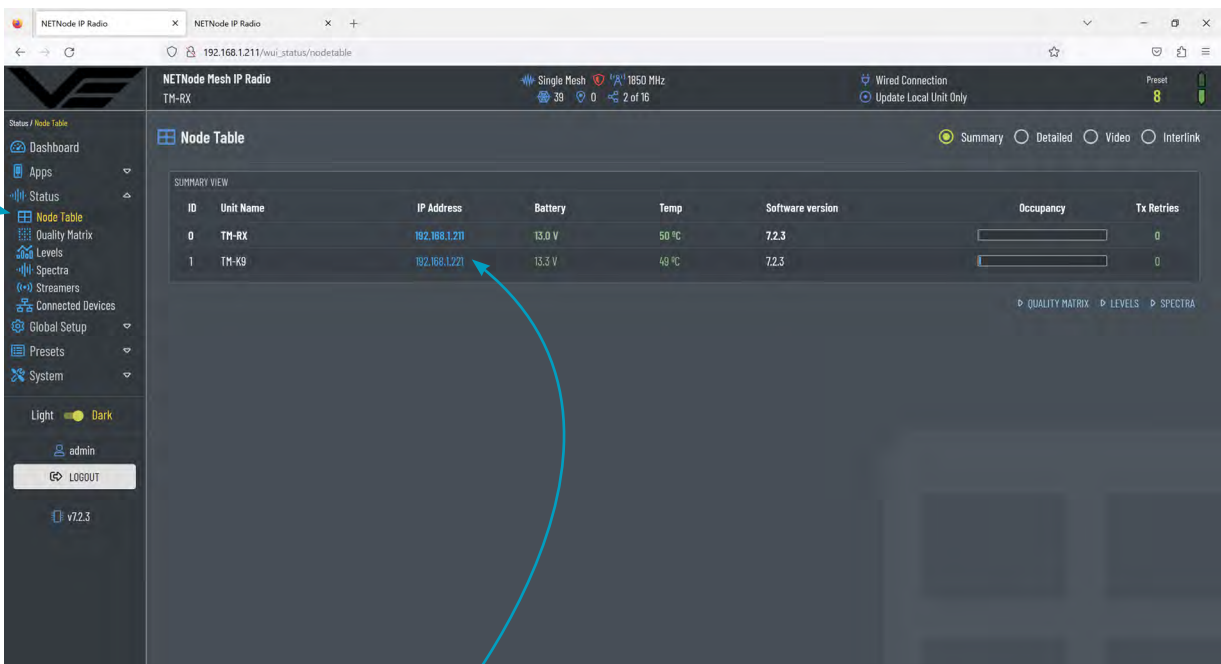 NETNode IP Radio
NETNode IP Radio
192.168.1.211/wui_status/nodetable
NETNode Mesh IP Radio
TM-RX
Single Mesh 1850 MHz
39 0 2 of 16
Wired Connection
Update Local Unit Only
Preset
8
Status / Node Table
Dashboard
Apps
Status
Node Table
Quality Matrix
Levels
Spectra
Streamers
Connected Devices
Global Setup
Presets
System
Light Dark
admin
LOGOUT
v7.2.3
Node Table
Summary Detailed Video Interlink
SUMMARY VIEW
ID Unit Name IP Address Battery Temp Software version Occupancy Tx Retries
0 TM-RX 192.168.1.211 13.0 V 50 ºC 7.2.3 0
1 TM-K9 192.168.1.221 13.3 V 49 ºC 7.2.3 0
QUALITY MATRIX LEVELS SPECTRA